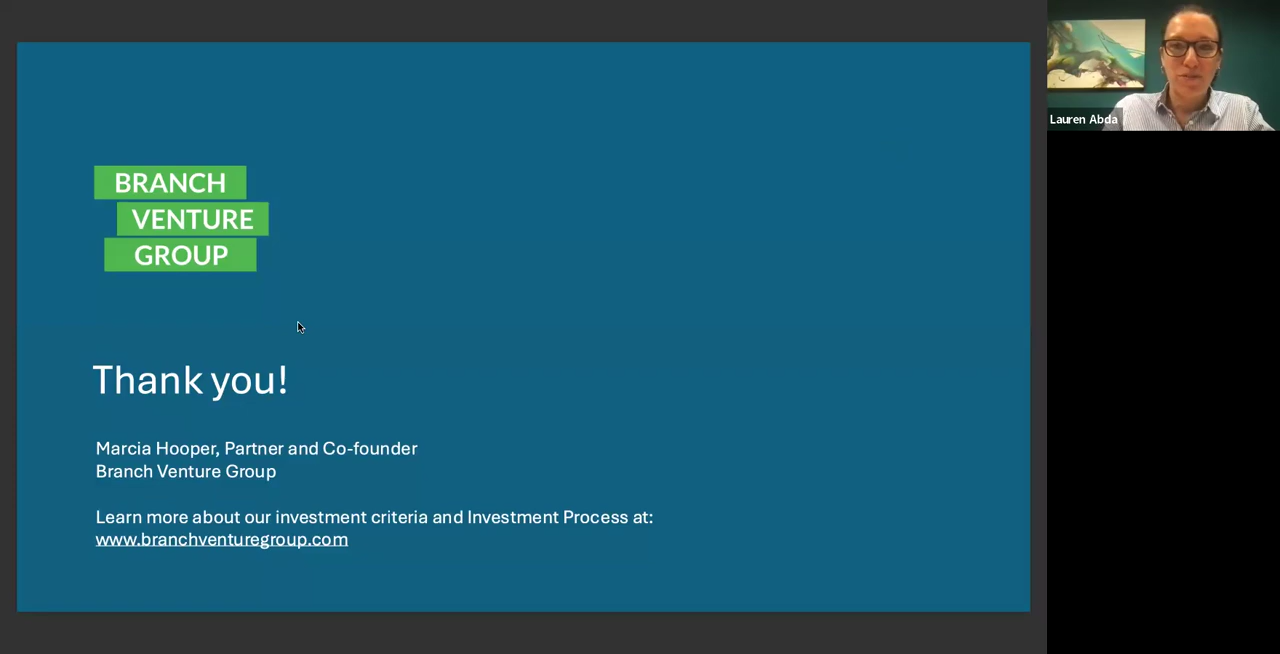 BRANCH
VENTURE
GROUP
Thank you!
Marcia Hooper, Partner and Co-founder
Branch Venture Group
Learn more about our investment criteria and Investment Process at:
www.branchventuregroup.com
Lauren Abda